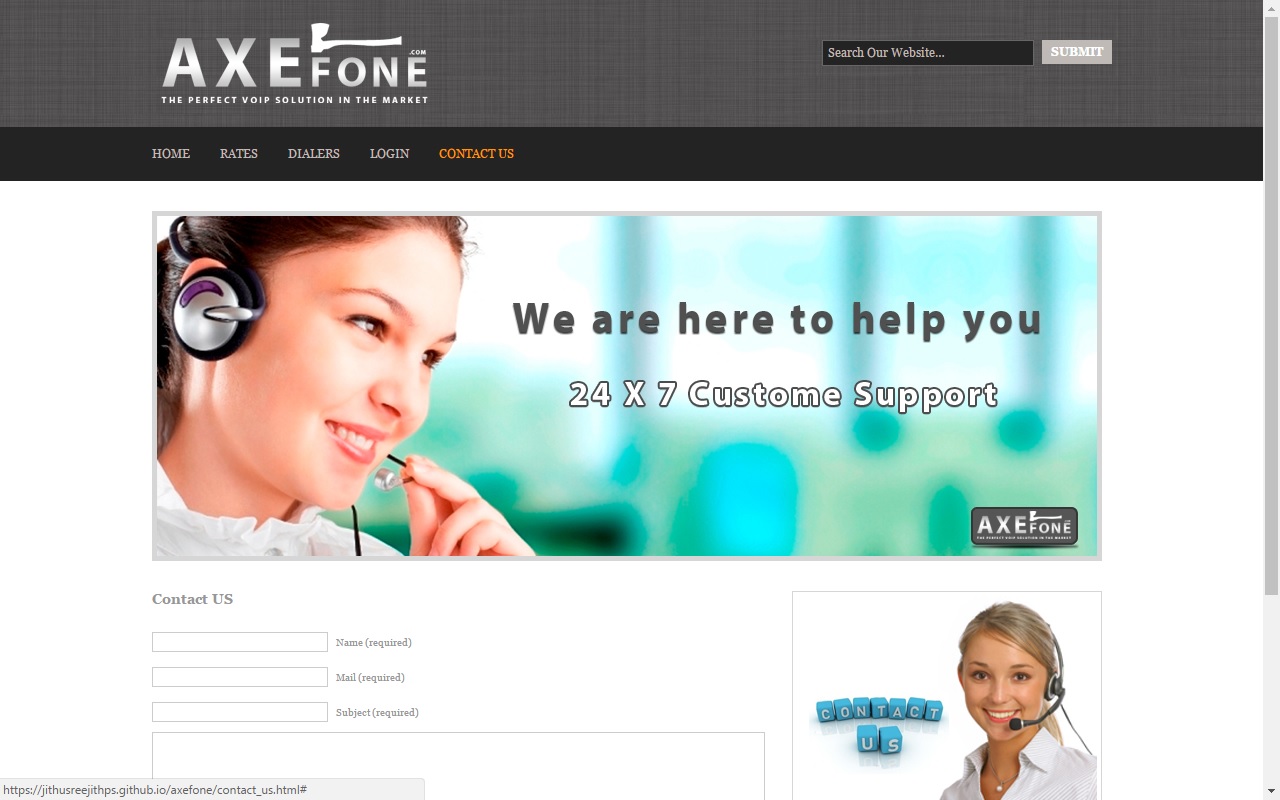 AXEFONE.COM
THE PERFECT VOIP SOLUTION IN THE MARKET
Search Our Website...
SUBMIT
HOME RATES DIALERS LOGIN CONTACT US
We are here to help you
24 X 7 Custome Support
AXEFONE
THE PERFECT VOIP SOLUTION IN THE MARKET
Contact US
Name (required)
Mail (required)
Subject (required)
CONTACT
US
https://jithusreejithps.github.io/axefone/contact_us.html#